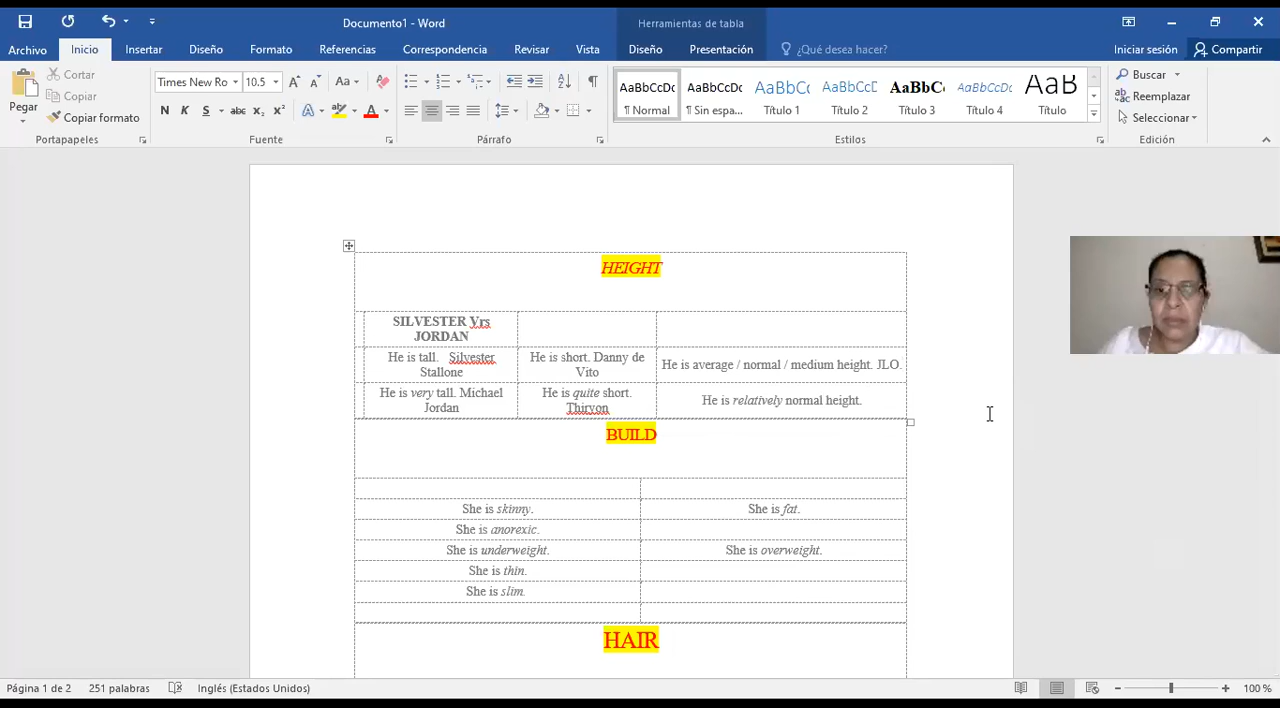 Documento1 - Word
Herramientas de tabla
Archivo Inicio Insertar Diseño Formato Referencias Correspondencia Revisar Vista Diseño Presentación ¿Qué desea hacer? Iniciar sesión Compartir
Pegar
Cortar
Copiar
Copiar formato
Portapapeles
Times New Ro 10.5
Aa
N K S abc x₂ x²
A A
Fuente
Párrafo
AaBbCcDc AaBbCcDc AaBbCc AaBbCcD AaBbC AaBbCcDc AaB
¶ Normal ¶ Sin espa... Título 1 Título 2 Título 3 Título 4 Título
Estilos
Buscar
Reemplazar
Seleccionar
Edición
HEIGHT
SILVESTER Vrs
JORDAN
He is tall. Silvester
Stallone
He is short. Danny de
Vito
He is average / normal / medium height. JLO.
He is very tall. Michael
Jordan
He is quite short.
Thiryon
He is relatively normal height.
BUILD
She is skinny. She is fat.
She is anorexic.
She is underweight. She is overweight.
She is thin.
She is slim.
HAIR
Página 1 de 2 251 palabras Inglés (Estados Unidos) 100 %